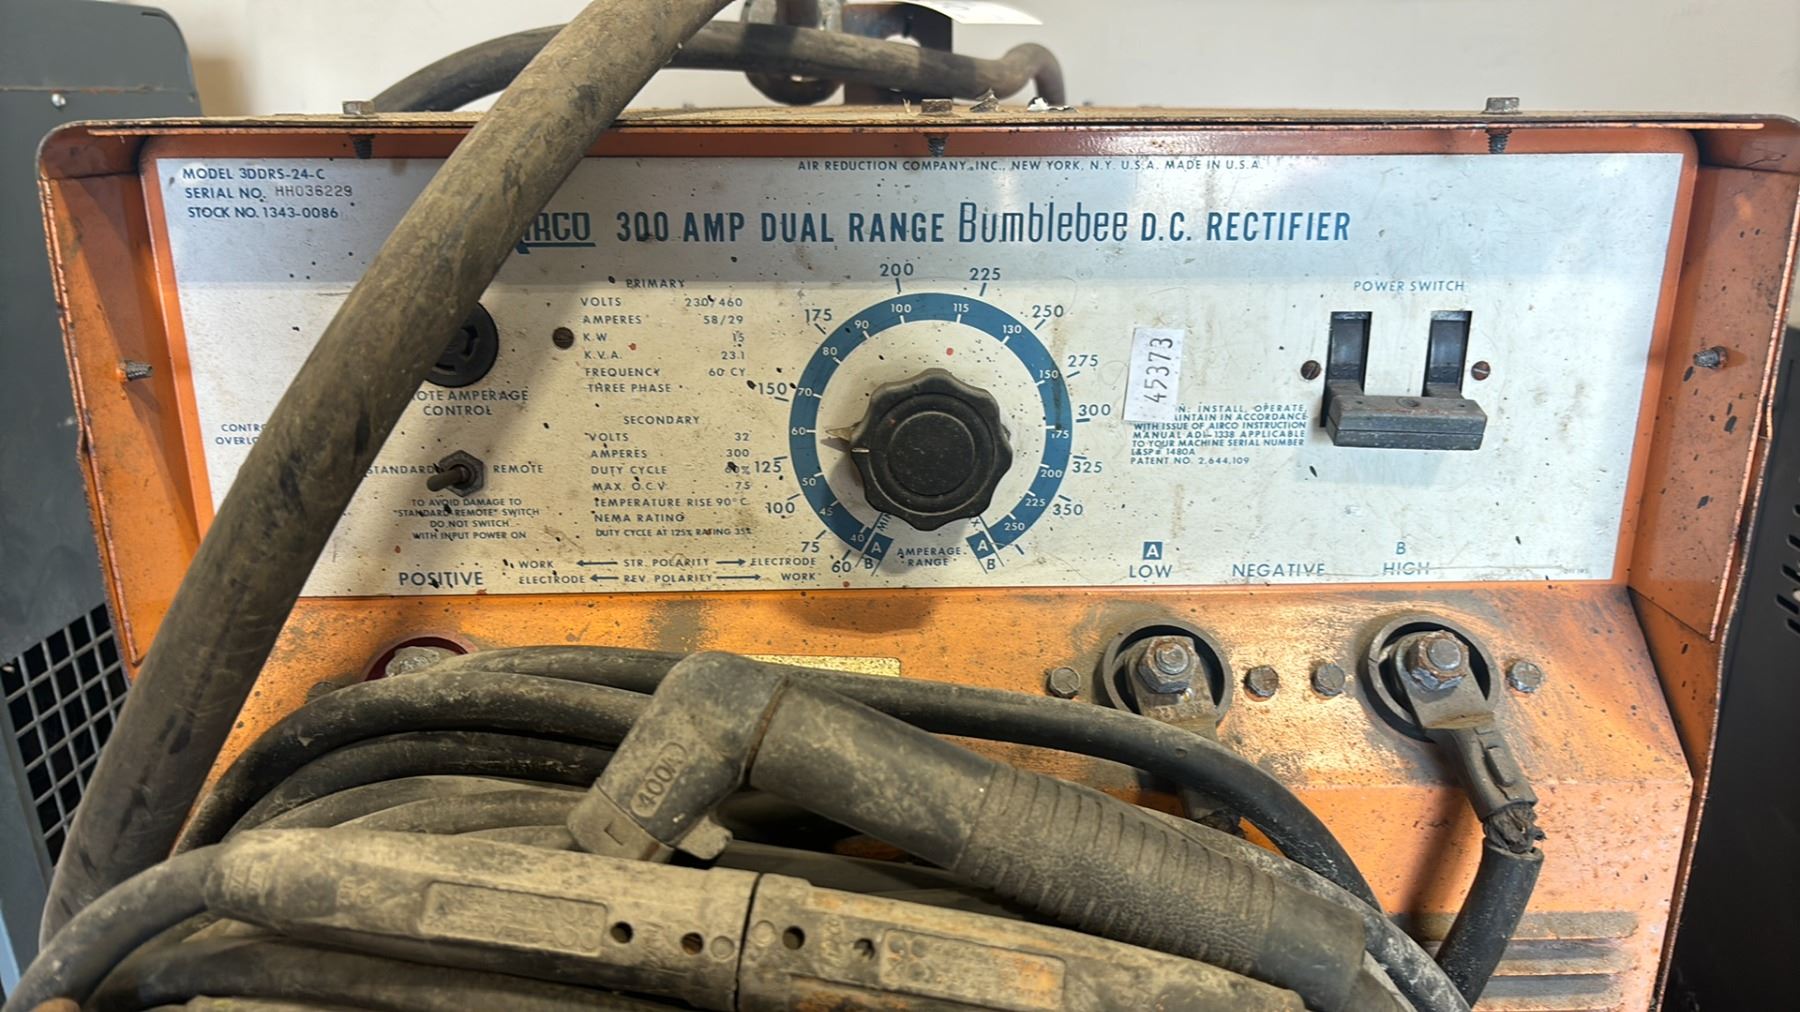 AIR REDUCTION COMPANY, INC., NEW YORK, N.Y. U.S.A. MADE IN U.S.A.
MODEL 3DDRS-24-C
SERIAL NO. HH036229
STOCK NO. 1343-0086
AIRCO 300 AMP DUAL RANGE Bumblebee D.C. RECTIFIER
PRIMARY
VOLTS 230/460
AMPERES 58/29
K.W. 15
K.V.A. 23.1
FREQUENCY 60 CY
THREE PHASE
SECONDARY
VOLTS 32
AMPERES 300
DUTY CYCLE 60%
MAX. O.C.V. 75
TEMPERATURE RISE 90°C.
NEMA RATING
DUTY CYCLE AT 125% RATING 35%
AMPERAGE
CONTROL
STANDARD REMOTE
TO AVOID DAMAGE TO
"STANDARD-REMOTE" SWITCH
DO NOT SWITCH
WITH INPUT POWER ON
POSITIVE
WORK STR. POLARITY ELECTRODE
ELECTRODE REV. POLARITY WORK
60 75 100 125 150 175 200 225 250 275 300 325 350
40 45 50 60 70 80 90 100 115 130 150 175 200 225 250
MIN
A
B
AMPERAGE
RANGE
A
B
45373
INSTALL, OPERATE,
IN ACCORDANCE
WITH ISSUE OF AIRCO INSTRUCTION
MANUAL ADI-1338 APPLICABLE
TO YOUR MACHINE SERIAL NUMBER
L&SP# 1480A
PATENT NO. 2,644,109
POWER SWITCH
A
LOW
NEGATIVE
B
HIGH
400A